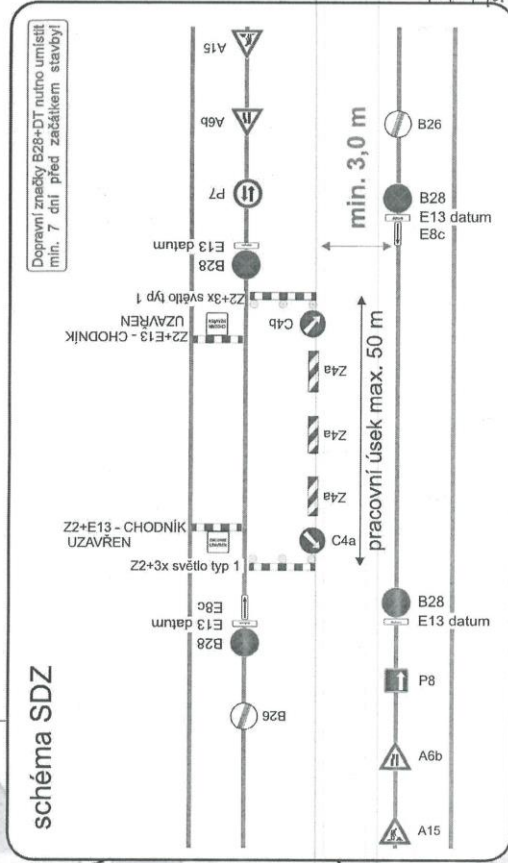 schéma SDZ
Dopravní značky B28+DT nutno umístit
min. 7 dní před začátkem stavby!
A15
A6b
P7
E13 datum
B28
Z2+3x světlo typ 1
Z2+E13 - CHODNÍK
UZAVŘEN
C4b
Z4a
Z4a
Z4a
C4a
Z2+E13 - CHODNÍK
UZAVŘEN
Z2+3x světlo typ 1
E8c
E13 datum
B28
B26
min. 3,0 m
pracovní úsek max. 50 m
B26
B28
E13 datum
E8c
B28
E13 datum
P8
A6b
A15